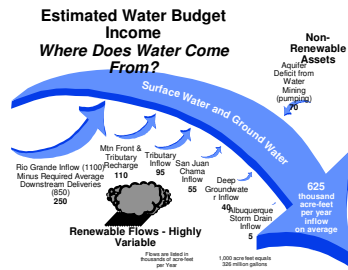 Estimated Water Budget
Income
Where Does Water Come
From?
Non-
Renewable
Assets
Aquifer
Deficit from
Water
Mining
(pumping)
70
Surface Water and Ground Water
Rio Grande Inflow (1100)
Minus Required Average
Downstream Deliveries
(850)
250
Mtn Front &
Tributary
Recharge
110
Tributary
Inflow
95
San Juan
Chama
Inflow
55
Deep
Groundwate
r Inflow
40
Albuquerque
Storm Drain
Inflow
5
625
thousand
acre-feet
per year
inflow
on average
Renewable Flows - Highly
Variable
Flows are listed in
thousands of acre-feet
per Year
1,000 acre feet equals
326 million gallons